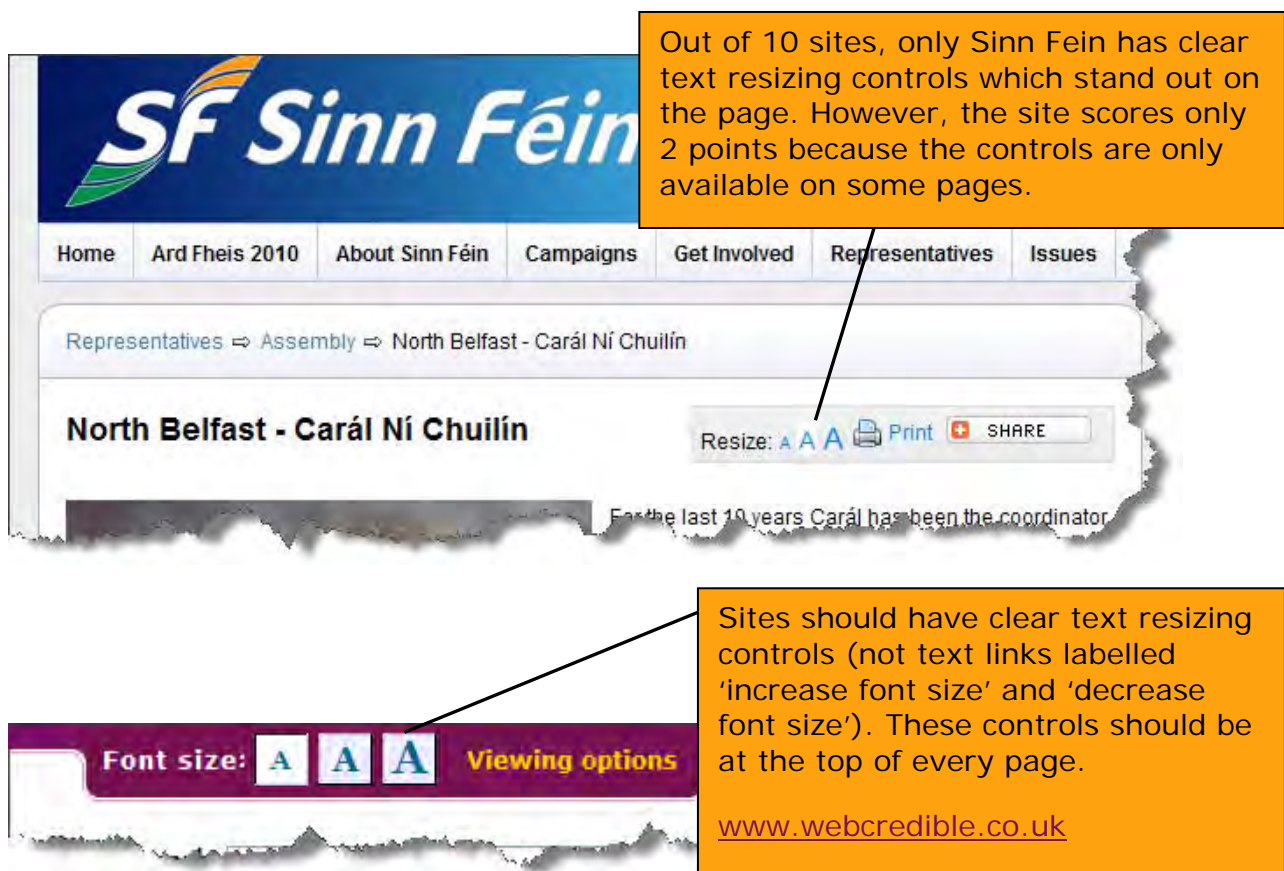 Out of 10 sites, only Sinn Fein has clear
text resizing controls which stand out on
the page. However, the site scores only
2 points because the controls are only
available on some pages.
SF Sinn Féin
Home Ard Fheis 2010 About Sinn Féin Campaigns Get Involved Representatives Issues
Representatives ⇨ Assembly ⇨ North Belfast - Carál Ní Chuilín
North Belfast - Carál Ní Chuilín
Resize: A A A Print SHARE
For the last 10 years Carál has been the coordinator
Sites should have clear text resizing
controls (not text links labelled
‘increase font size’ and ‘decrease
font size’). These controls should be
at the top of every page.
www.webcredible.co.uk
Font size: A A A Viewing options